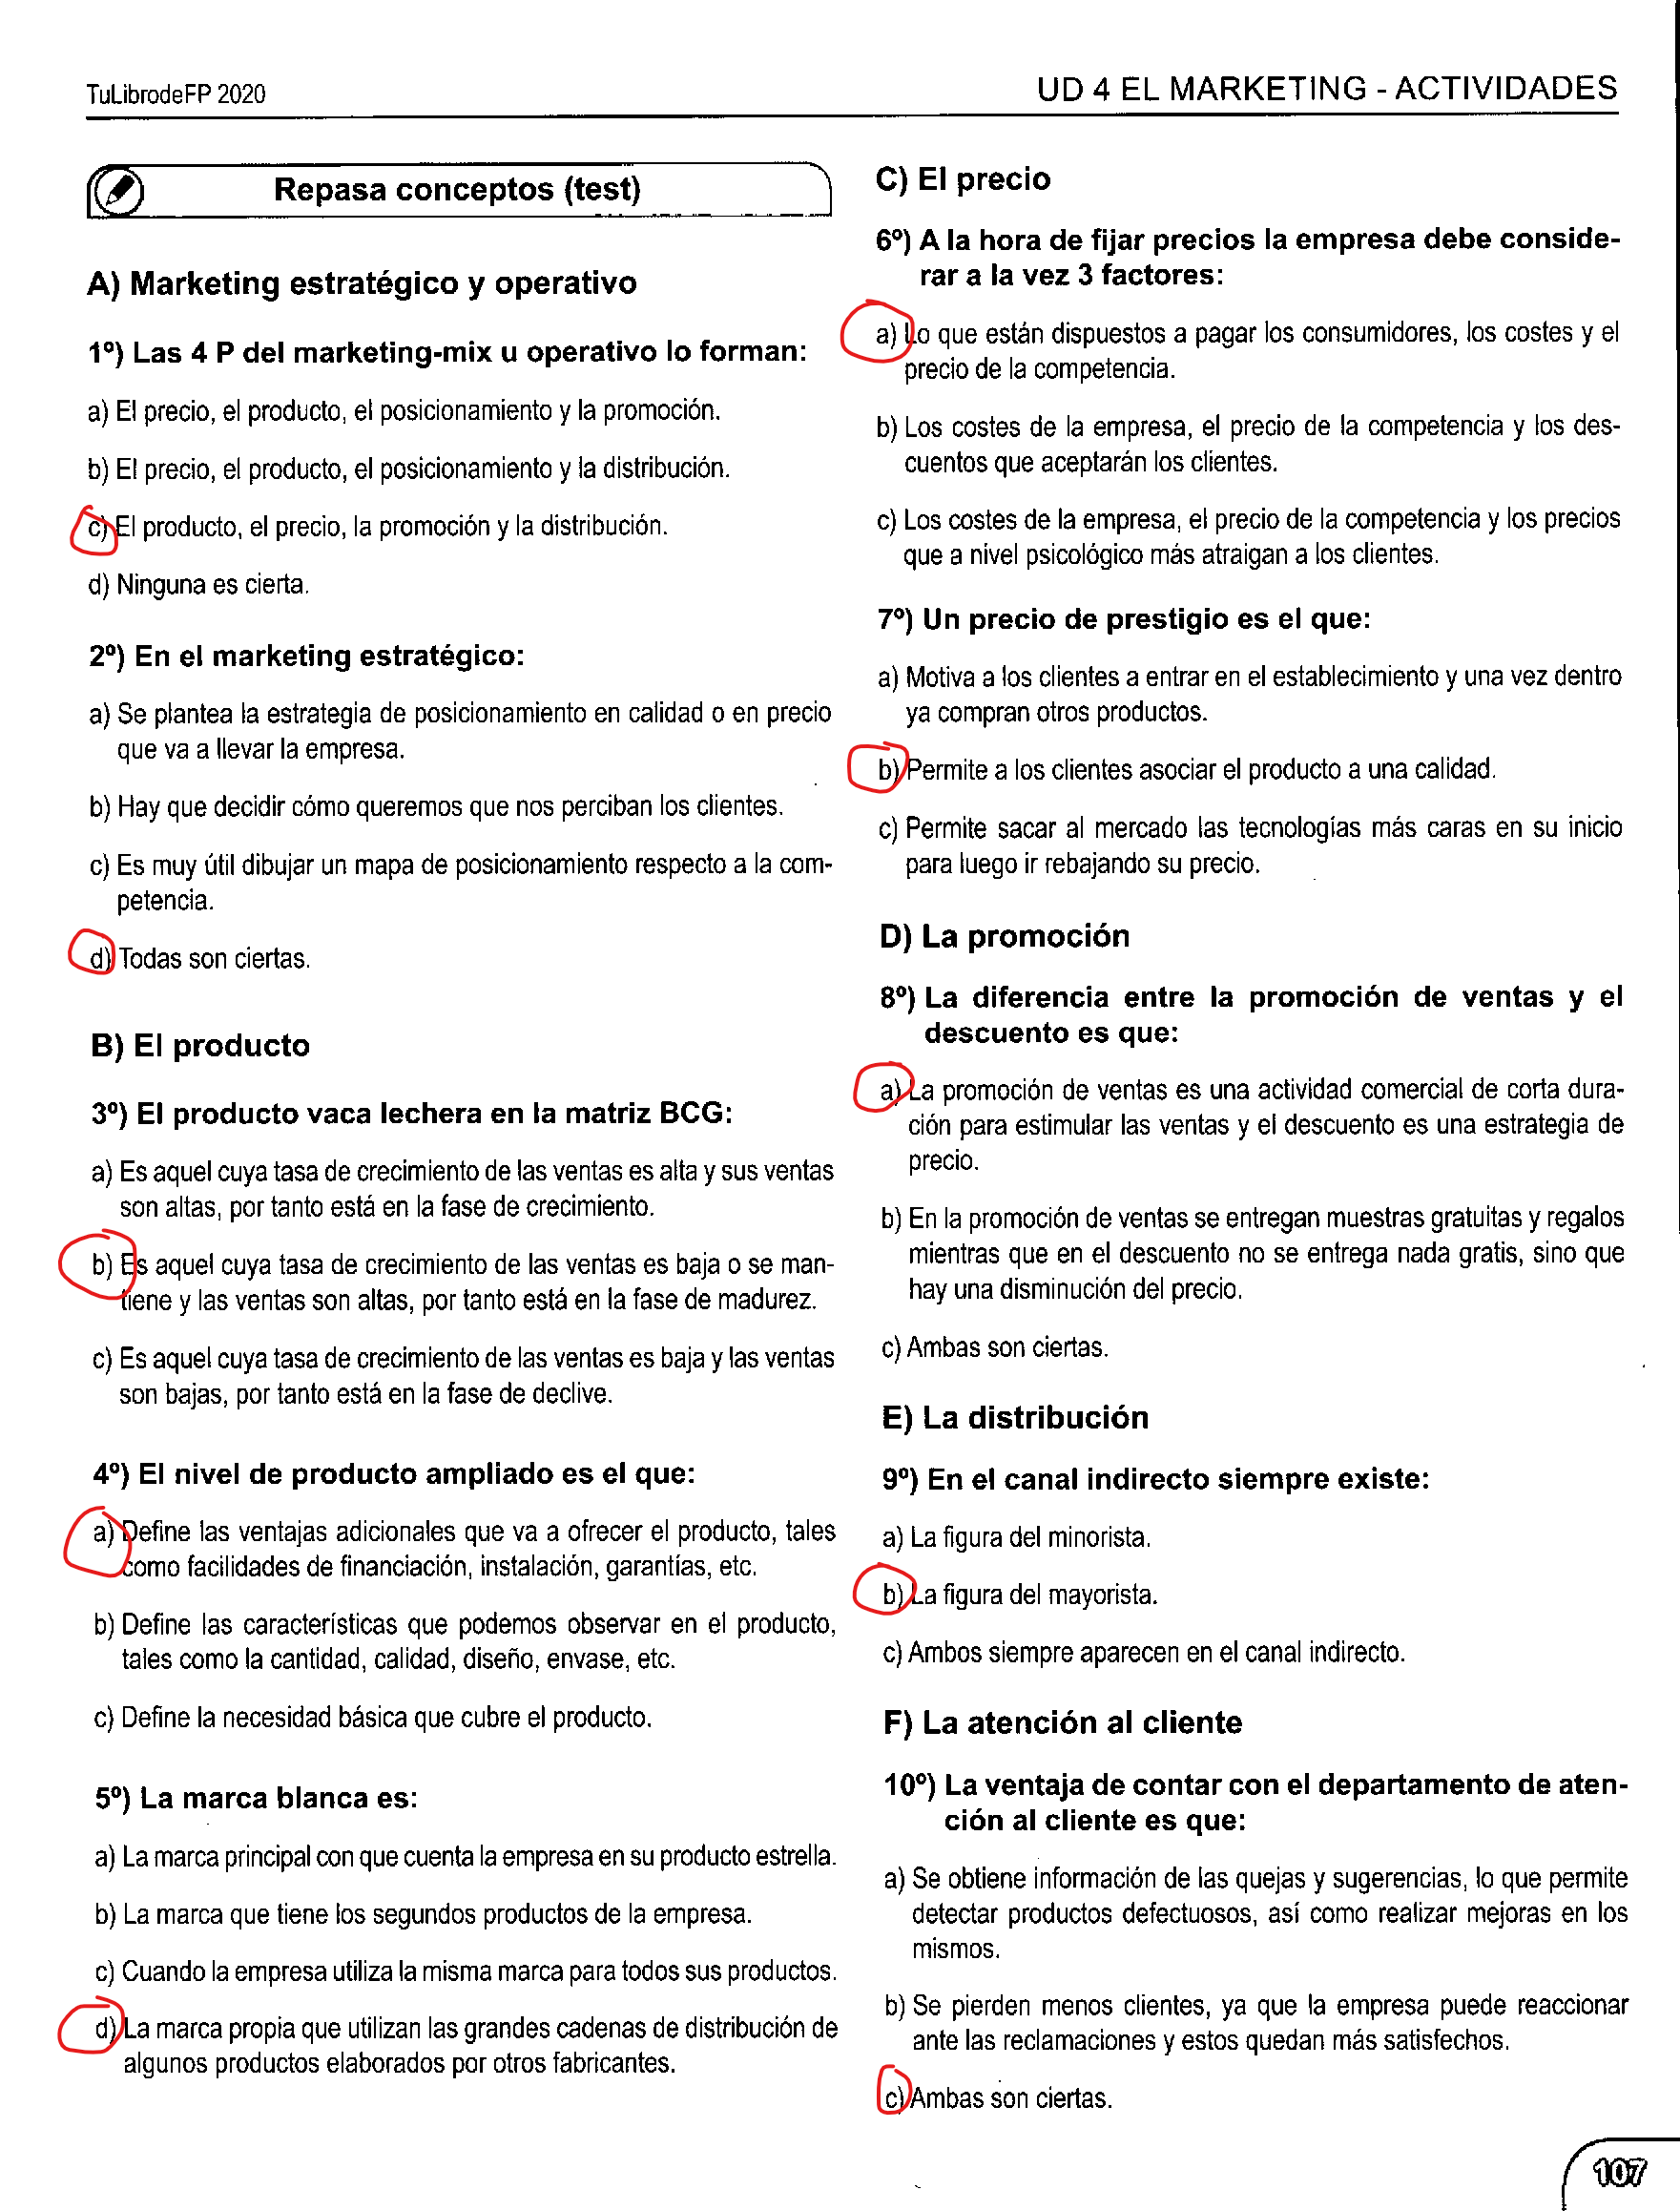 TuLibrodeFP 2020
UD 4 EL MARKETING - ACTIVIDADES
Repasa conceptos (test)
A) Marketing estratégico y operativo
1º) Las 4 P del marketing-mix u operativo lo forman:
a) El precio, el producto, el posicionamiento y la promoción.
b) El precio, el producto, el posicionamiento y la distribución.
c) El producto, el precio, la promoción y la distribución.
d) Ninguna es cierta.
2º) En el marketing estratégico:
a) Se plantea la estrategia de posicionamiento en calidad o en precio
que va a llevar la empresa.
b) Hay que decidir cómo queremos que nos perciban los clientes.
c) Es muy útil dibujar un mapa de posicionamiento respecto a la com-
petencia.
d) Todas son ciertas.
B) El producto
3º) El producto vaca lechera en la matriz BCG:
a) Es aquel cuya tasa de crecimiento de las ventas es alta y sus ventas
son altas, por tanto está en la fase de crecimiento.
b) Es aquel cuya tasa de crecimiento de las ventas es baja o se man-
tiene y las ventas son altas, por tanto está en la fase de madurez.
c) Es aquel cuya tasa de crecimiento de las ventas es baja y las ventas
son bajas, por tanto está en la fase de declive.
4º) El nivel de producto ampliado es el que:
a) Define las ventajas adicionales que va a ofrecer el producto, tales
como facilidades de financiación, instalación, garantías, etc.
b) Define las características que podemos observar en el producto,
tales como la cantidad, calidad, diseño, envase, etc.
c) Define la necesidad básica que cubre el producto.
5º) La marca blanca es:
a) La marca principal con que cuenta la empresa en su producto estrella.
b) La marca que tiene los segundos productos de la empresa.
c) Cuando la empresa utiliza la misma marca para todos sus productos.
d) La marca propia que utilizan las grandes cadenas de distribución de
algunos productos elaborados por otros fabricantes.
C) El precio
6º) A la hora de fijar precios la empresa debe conside-
rar a la vez 3 factores:
a) Lo que están dispuestos a pagar los consumidores, los costes y el
precio de la competencia.
b) Los costes de la empresa, el precio de la competencia y los des-
cuentos que aceptarán los clientes.
c) Los costes de la empresa, el precio de la competencia y los precios
que a nivel psicológico más atraigan a los clientes.
7º) Un precio de prestigio es el que:
a) Motiva a los clientes a entrar en el establecimiento y una vez dentro
ya compran otros productos.
b) Permite a los clientes asociar el producto a una calidad.
c) Permite sacar al mercado las tecnologías más caras en su inicio
para luego ir rebajando su precio.
D) La promoción
8º) La diferencia entre la promoción de ventas y el
descuento es que:
a) La promoción de ventas es una actividad comercial de corta dura-
ción para estimular las ventas y el descuento es una estrategia de
precio.
b) En la promoción de ventas se entregan muestras gratuitas y regalos
mientras que en el descuento no se entrega nada gratis, sino que
hay una disminución del precio.
c) Ambas son ciertas.
E) La distribución
9º) En el canal indirecto siempre existe:
a) La figura del minorista.
b) La figura del mayorista.
c) Ambos siempre aparecen en el canal indirecto.
F) La atención al cliente
10º) La ventaja de contar con el departamento de aten-
ción al cliente es que:
a) Se obtiene información de las quejas y sugerencias, lo que permite
detectar productos defectuosos, así como realizar mejoras en los
mismos.
b) Se pierden menos clientes, ya que la empresa puede reaccionar
ante las reclamaciones y estos quedan más satisfechos.
c) Ambas son ciertas.
107